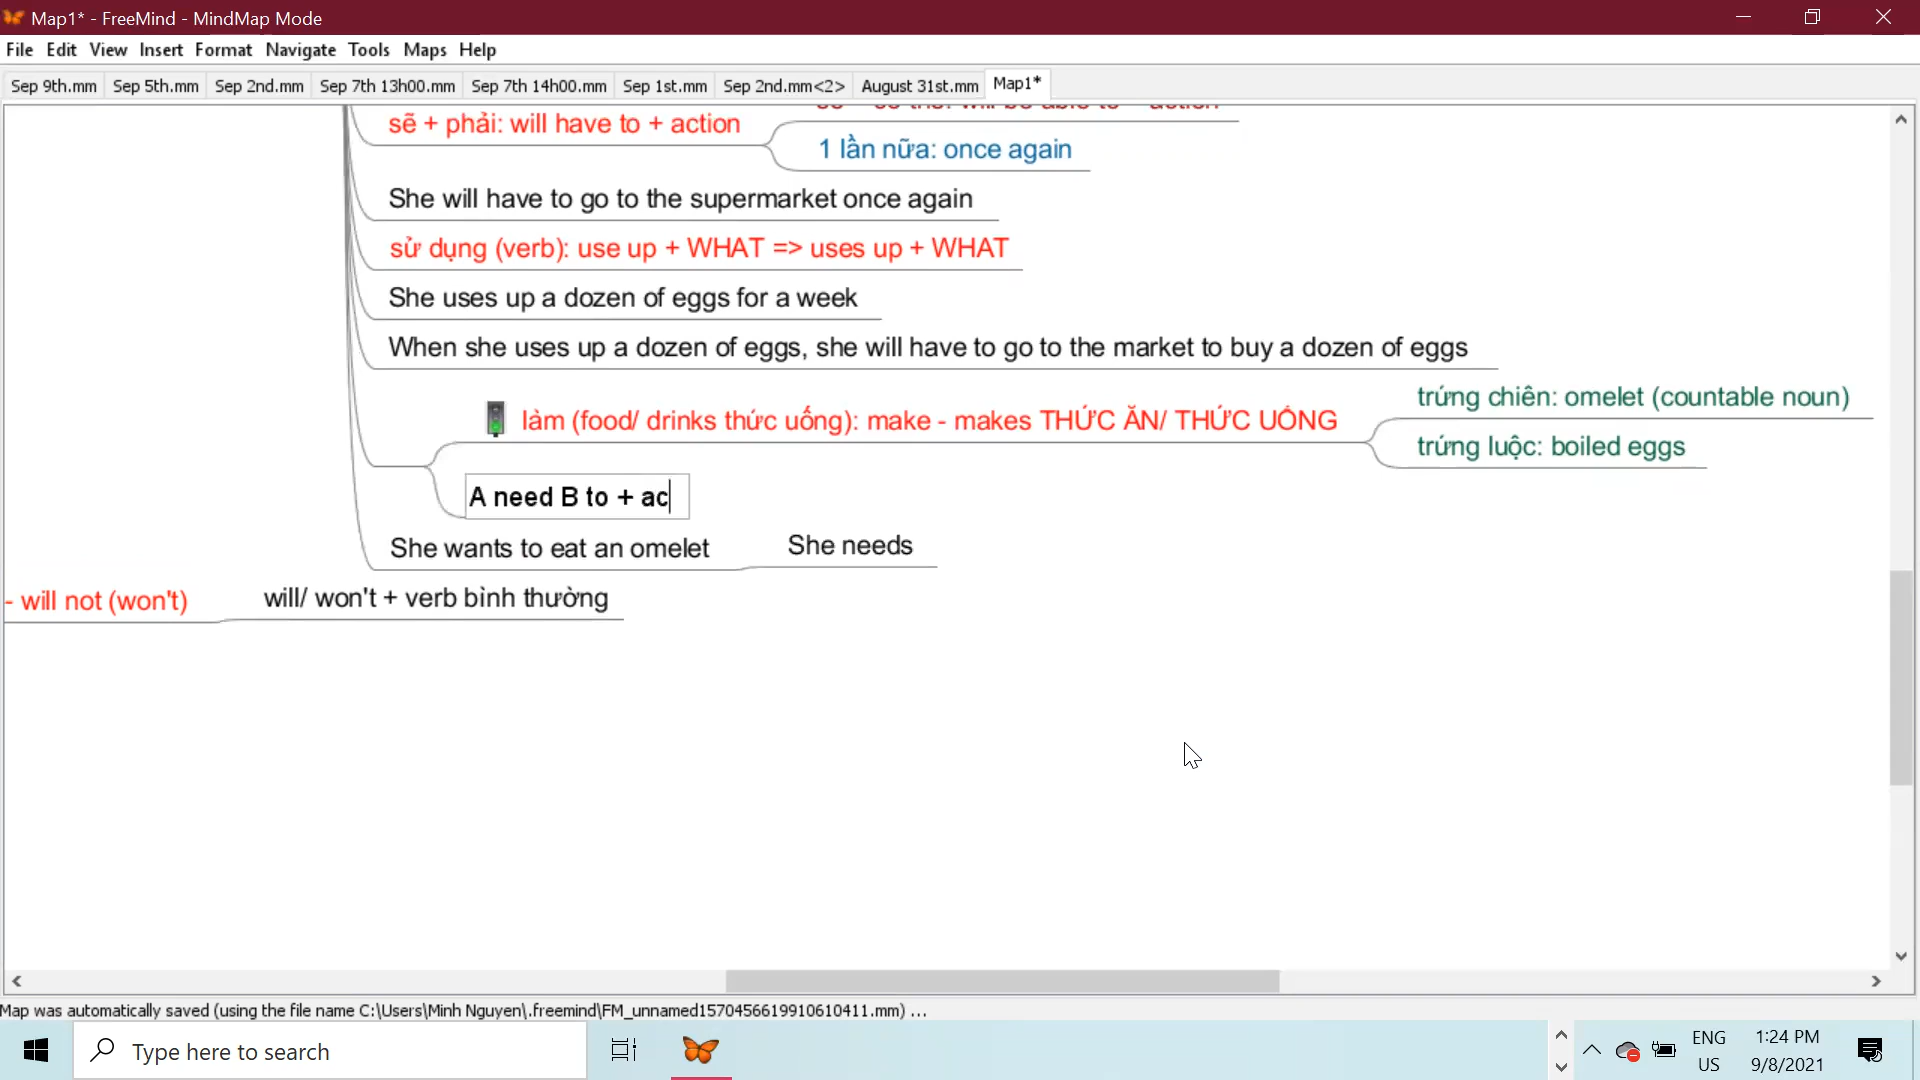 Map1* - FreeMind - MindMap Mode
File Edit View Insert Format Navigate Tools Maps Help
Sep 9th.mm Sep 5th.mm Sep 2nd.mm Sep 7th 13h00.mm Sep 7th 14h00.mm Sep 1st.mm Sep 2nd.mm<2> August 31st.mm Map1*
sẽ + phải: will have to + action
1 lần nữa: once again
She will have to go to the supermarket once again
sử dụng (verb): use up + WHAT => uses up + WHAT
She uses up a dozen of eggs for a week
When she uses up a dozen of eggs, she will have to go to the market to buy a dozen of eggs
làm (food/ drinks thức uống): make - makes THỨC ĂN/ THỨC UỐNG
trứng chiên: omelet (countable noun)
trứng luộc: boiled eggs
A need B to + ac
She wants to eat an omelet
She needs
- will not (won't)
will/ won't + verb bình thường
Map was automatically saved (using the file name C:\Users\Minh Nguyen\.freemind\FM_unnamed1570456619910610411.mm) ...
Type here to search
ENG
US
1:24 PM
9/8/2021